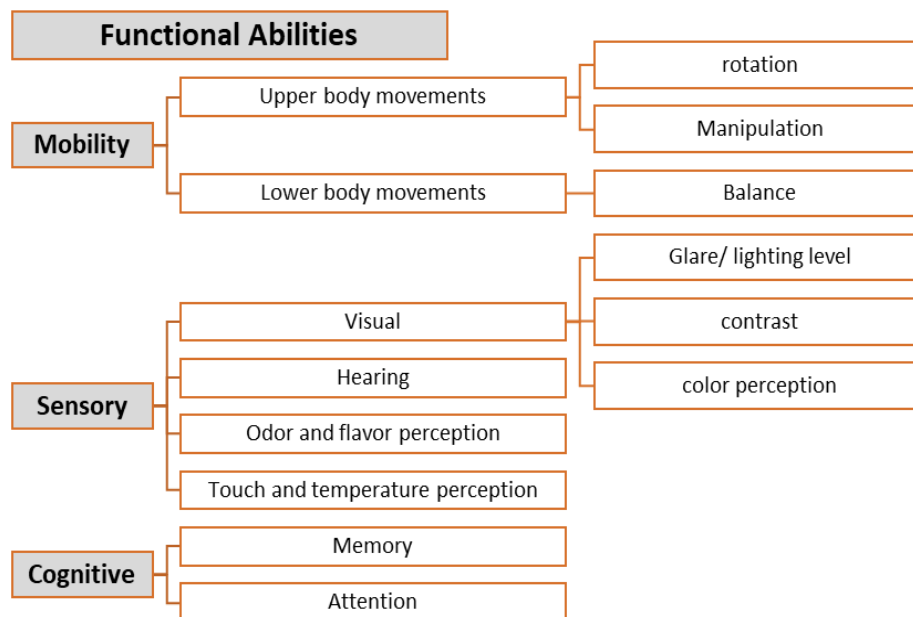 Functional Abilities
Mobility
Upper body movements
rotation
Manipulation
Lower body movements
Balance
Sensory
Visual
Glare/ lighting level
contrast
color perception
Hearing
Odor and flavor perception
Touch and temperature perception
Cognitive
Memory
Attention